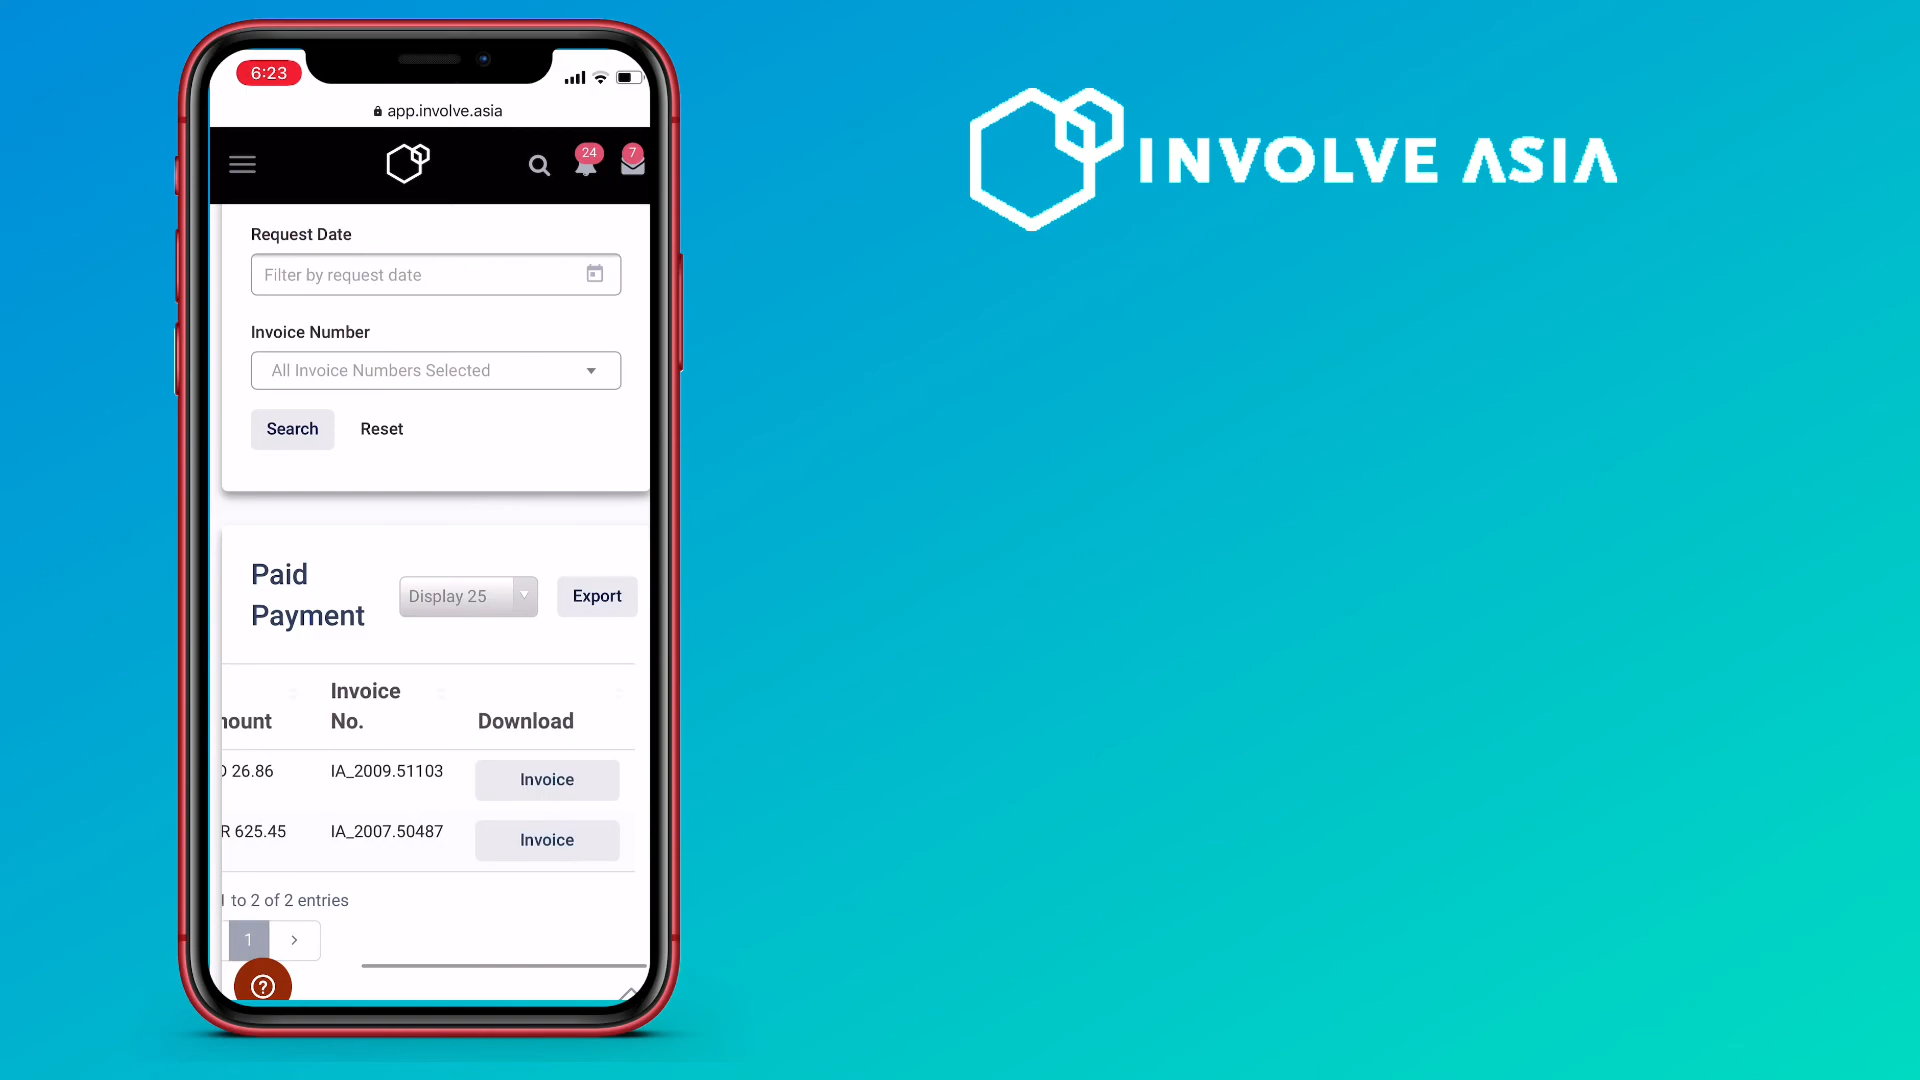 6:23
app.involve.asia
24
7
INVOLVE ASIA
Request Date
Filter by request date
Invoice Number
All Invoice Numbers Selected
Search Reset
Paid
Payment
Display 25
Export
Invoice
No.
Download
26.86 IA_2009.51103 Invoice
625.45 IA_2007.50487 Invoice
to 2 of 2 entries
1 >
?